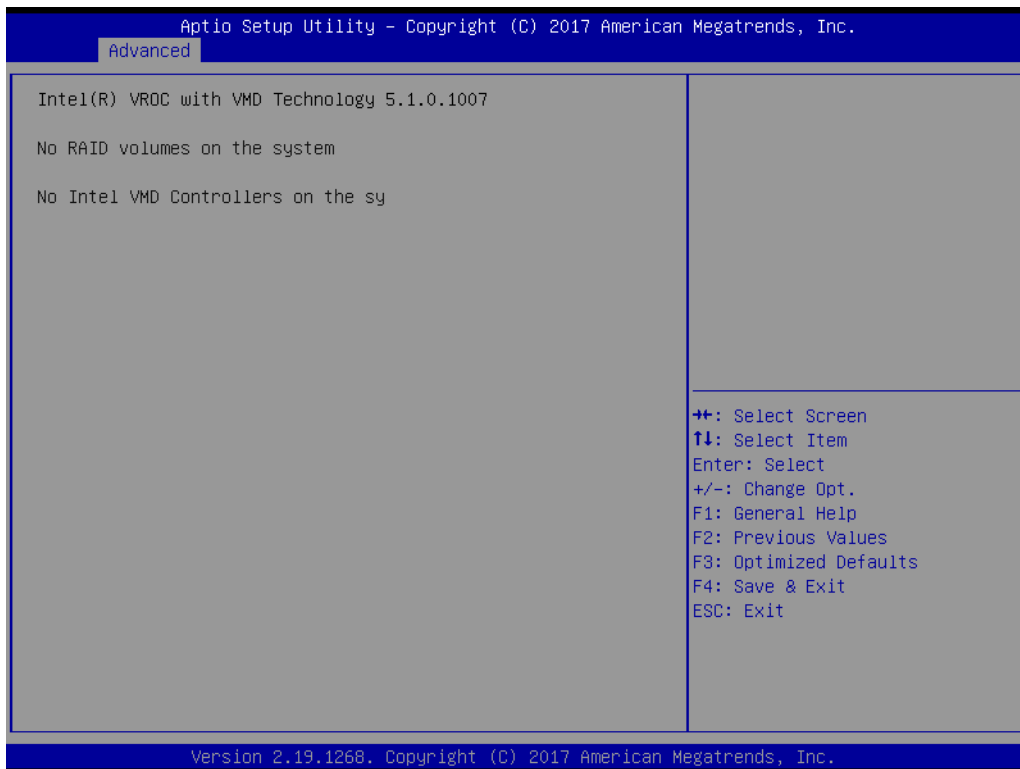 Aptio Setup Utility – Copyright (C) 2017 American Megatrends, Inc.
Advanced
Intel(R) VROC with VMD Technology 5.1.0.1007
No RAID volumes on the system
No Intel VMD Controllers on the sy
→←: Select Screen
↑↓: Select Item
Enter: Select
+/-: Change Opt.
F1: General Help
F2: Previous Values
F3: Optimized Defaults
F4: Save & Exit
ESC: Exit
Version 2.19.1268. Copyright (C) 2017 American Megatrends, Inc.